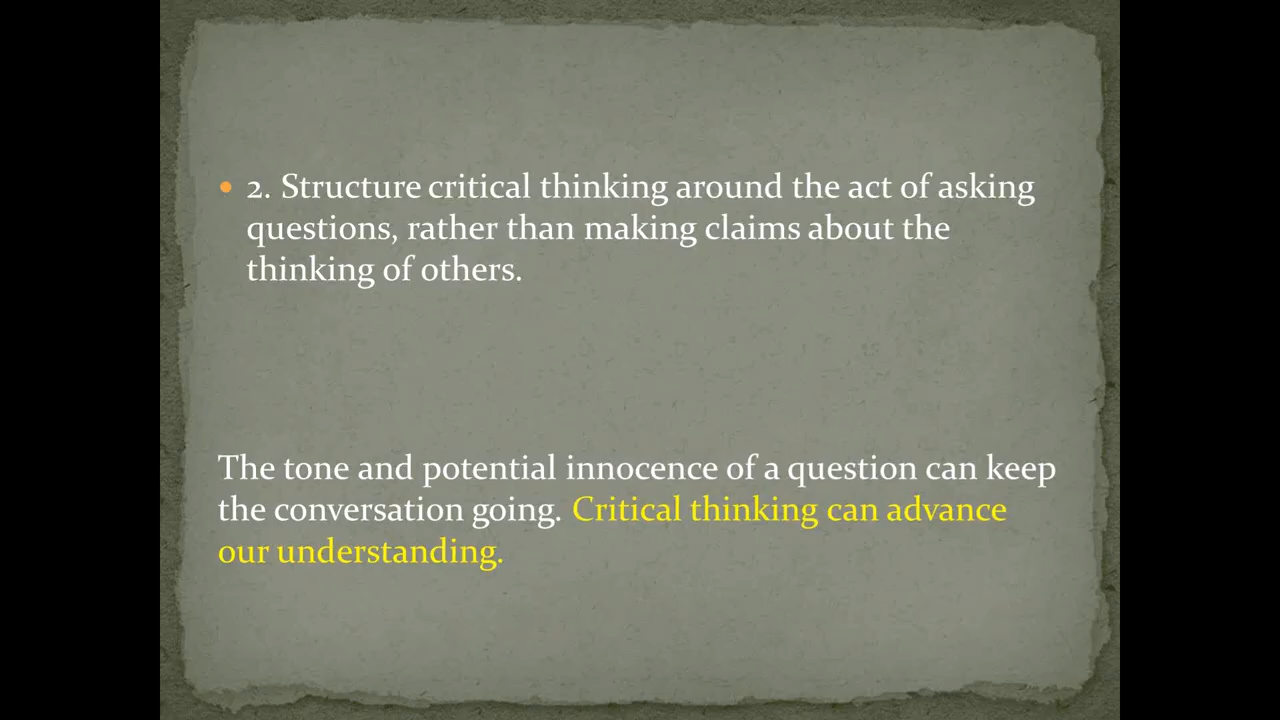 • 2. Structure critical thinking around the act of asking
questions, rather than making claims about the
thinking of others.
The tone and potential innocence of a question can keep
the conversation going. Critical thinking can advance
our understanding.